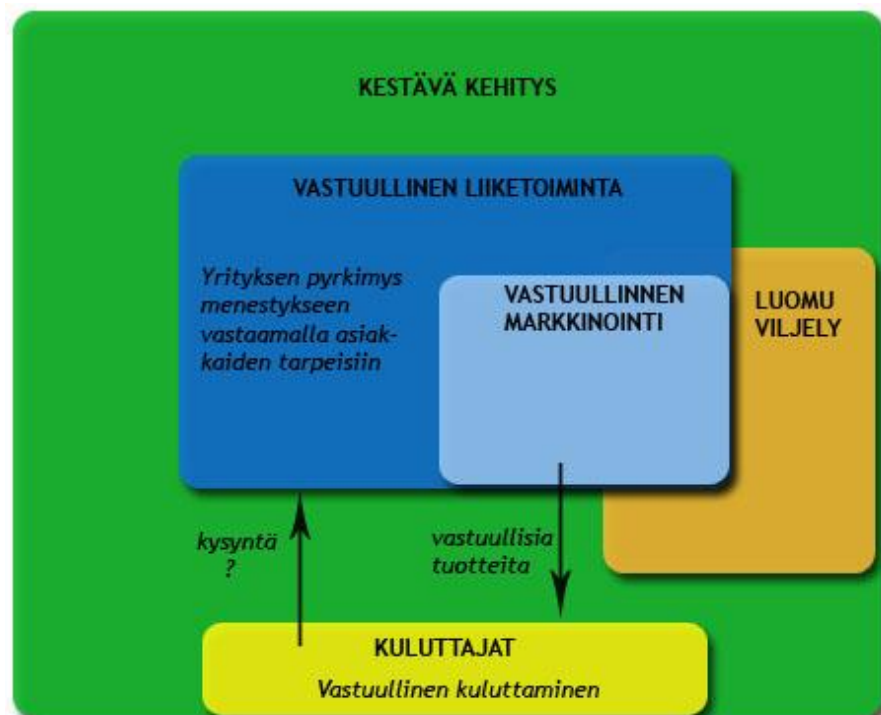 KESTÄVÄ KEHITYS
VASTUULLINEN LIIKETOIMINTA
Yrityksen pyrkimys
menestykseen
vastaamalla asiak-
kaiden tarpeisiin
VASTUULLINNEN
MARKKINOINTI
LUOMU
VILJELY
kysyntä
?
vastuullisia
tuotteita
KULUTTAJAT
Vastuullinen kuluttaminen